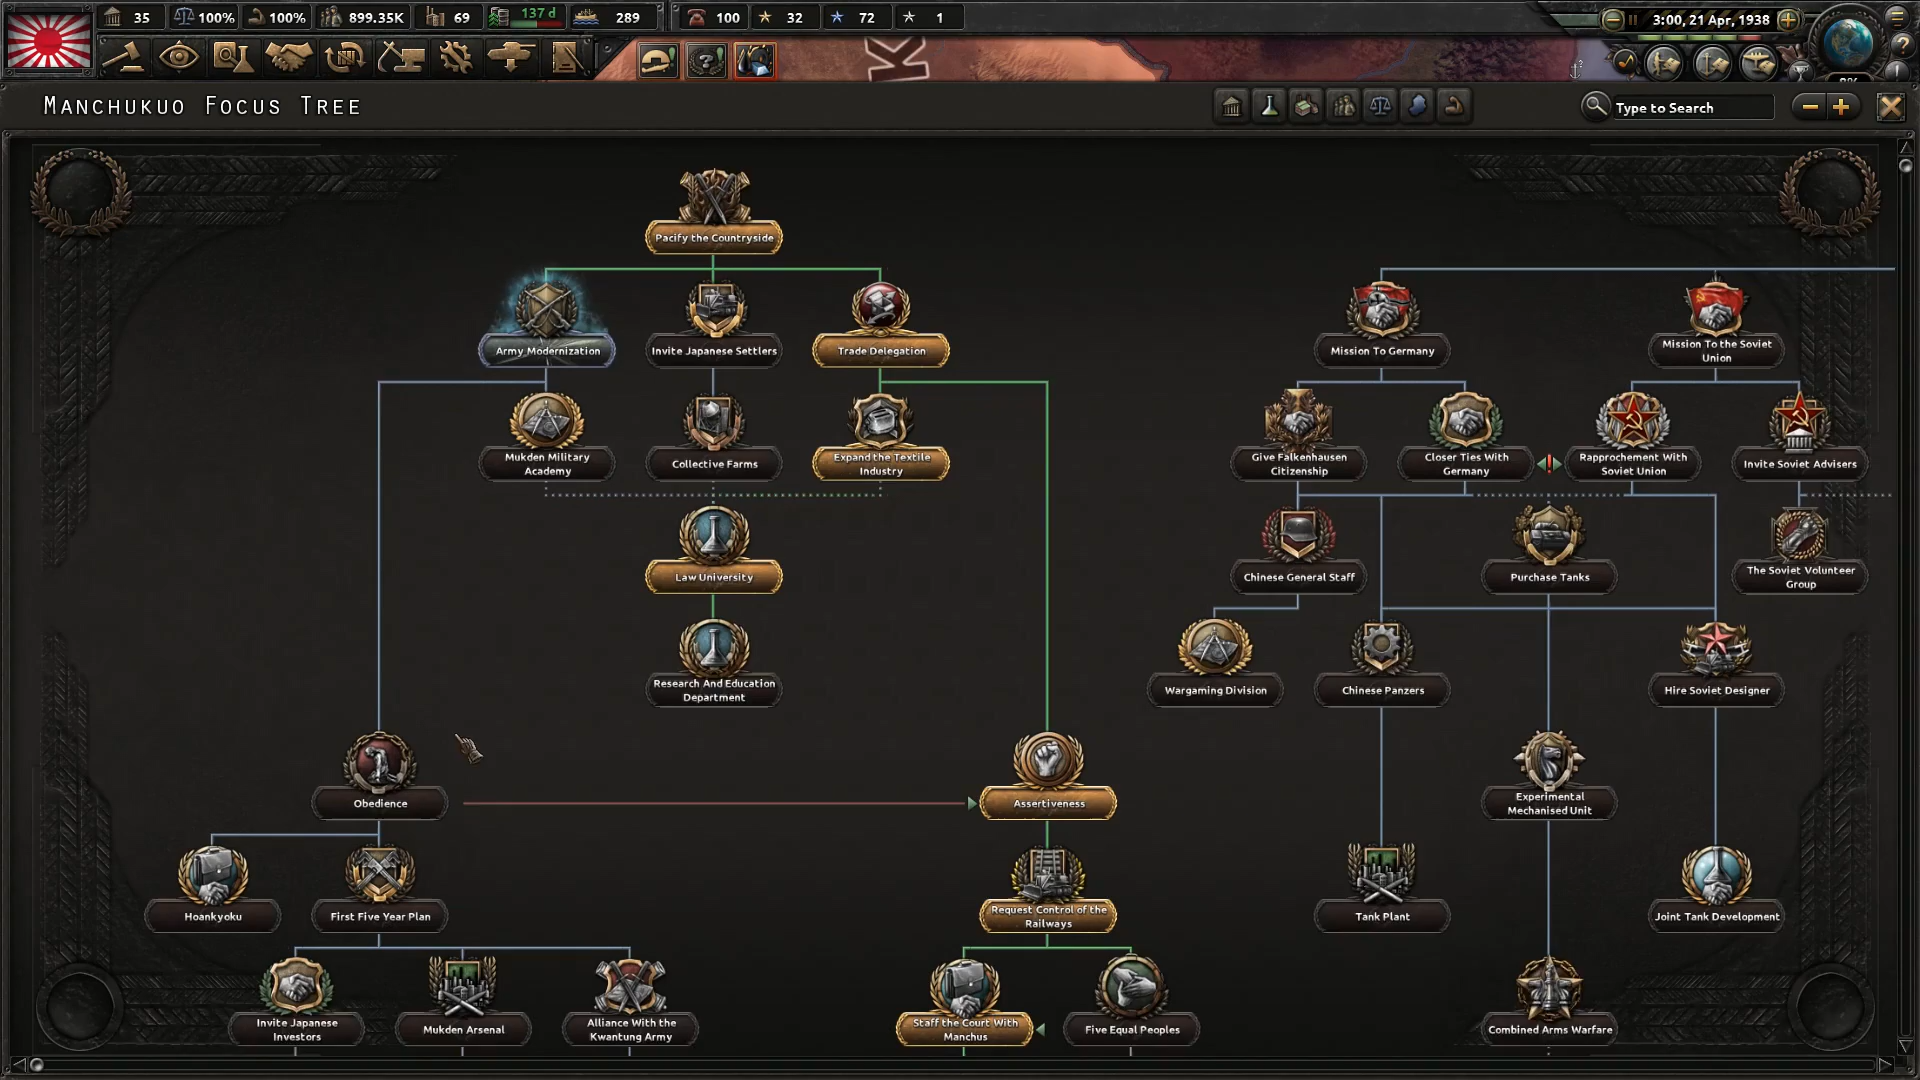 35
100%
100%
899.35K
69
137 d
289
100
32
72
1
3:00, 21 Apr, 1938
K
Manchukuo Focus Tree
Type to Search
Pacify the Countryside
Army Modernization
Invite Japanese Settlers
Trade Delegation
Mission To Germany
Mission To the Soviet
Union
Mukden Military
Academy
Collective Farms
Expand the Textile
Industry
Give Falkenhausen
Citizenship
Closer Ties With
Germany
Rapprochement With
Soviet Union
Invite Soviet Advisers
Law University
Chinese General Staff
Purchase Tanks
The Soviet Volunteer
Group
Research And Education
Department
Wargaming Division
Chinese Panzers
Hire Soviet Designer
Obedience
Assertiveness
Experimental
Mechanised Unit
Hoankyoku
First Five Year Plan
Request Control of the
Railways
Tank Plant
Joint Tank Development
Invite Japanese
Investors
Mukden Arsenal
Alliance With the
Kwantung Army
Staff the Court With
Manchus
Five Equal Peoples
Combined Arms Warfare